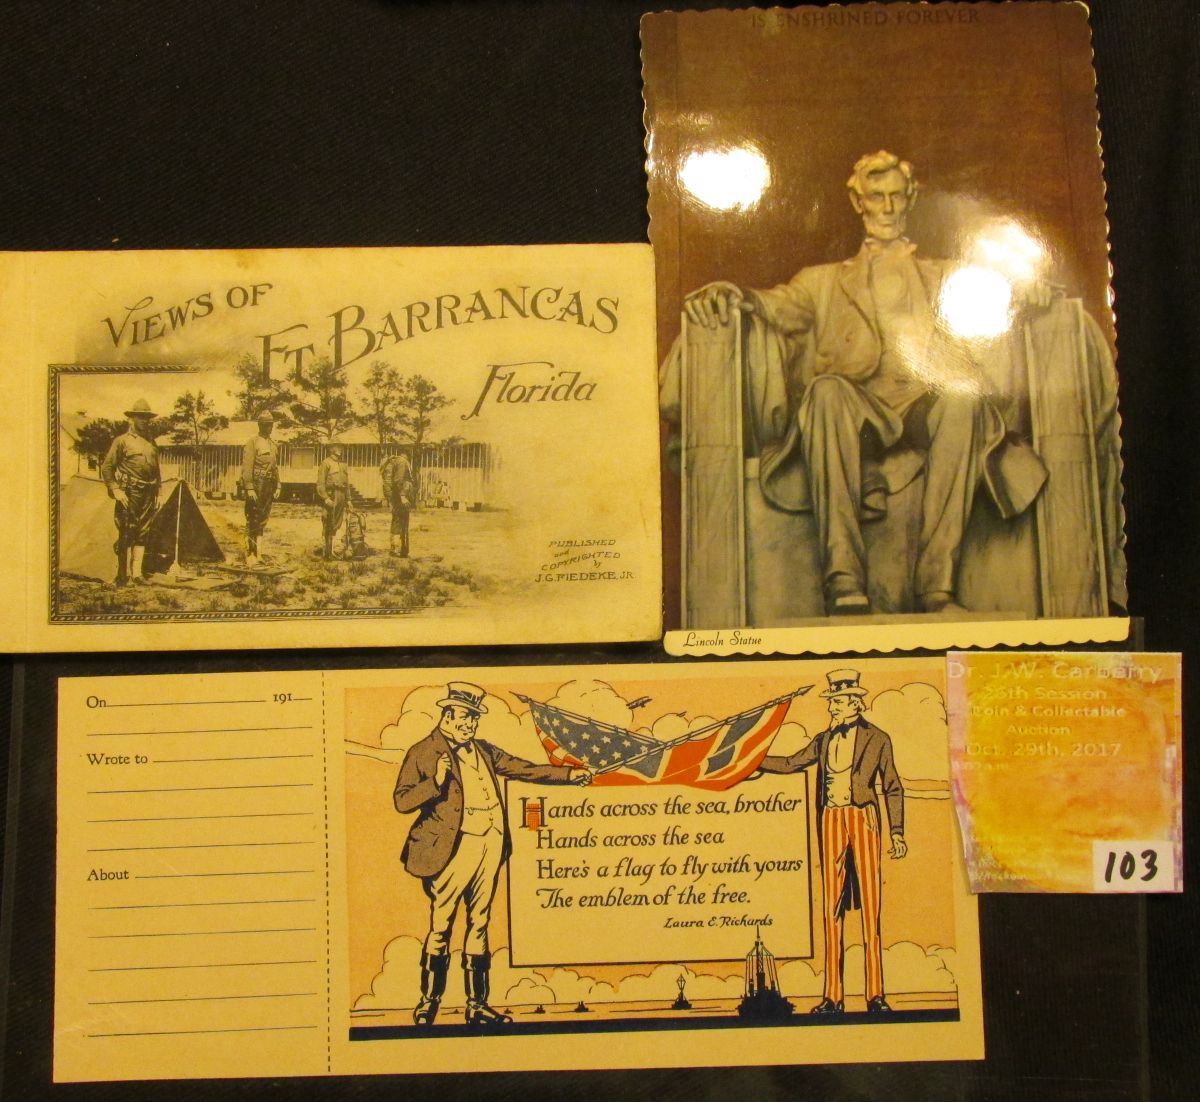 IS ENSHRINED FOREVER
VIEWS OF
FT. BARRANCAS
Florida
PUBLISHED
and
COPYRIGHTED
by
J.G. FIEDEKE, JR.
Lincoln Statue
On 191
Wrote to
About
Hands across the sea, brother
Hands across the sea
Here's a flag to fly with yours
The emblem of the free.
Laura E. Richards
Dr. J.W. Carberry
26th Session
Coin & Collectable
Auction
Oct. 29th, 2017
103